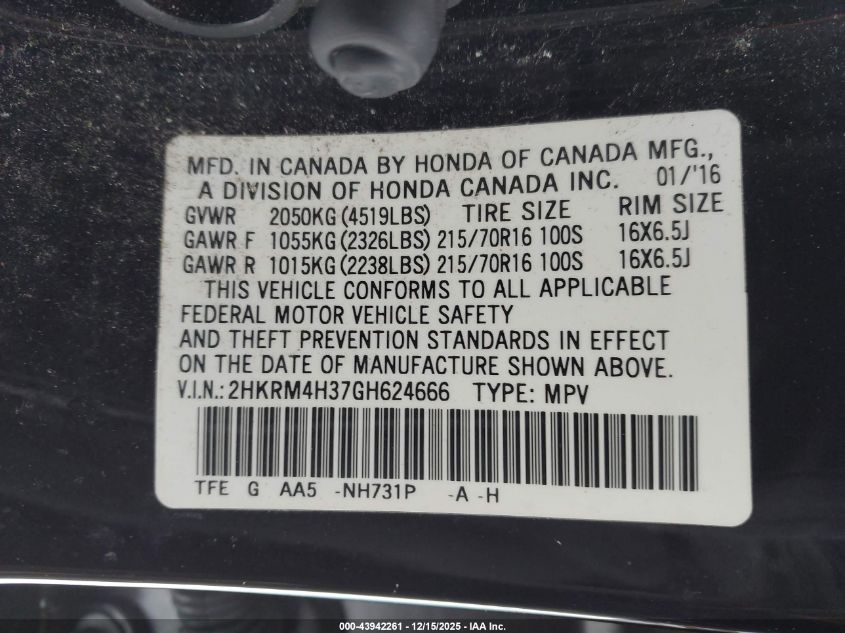 MFD. IN CANADA BY HONDA OF CANADA MFG.,
A DIVISION OF HONDA CANADA INC. 01/'16
GVWR 2050KG (4519LBS) TIRE SIZE RIM SIZE
GAWR F 1055KG (2326LBS) 215/70R16 100S 16X6.5J
GAWR R 1015KG (2238LBS) 215/70R16 100S 16X6.5J
THIS VEHICLE CONFORMS TO ALL APPLICABLE
FEDERAL MOTOR VEHICLE SAFETY
AND THEFT PREVENTION STANDARDS IN EFFECT
ON THE DATE OF MANUFACTURE SHOWN ABOVE.
V.I.N.: 2HKRM4H37GH624666 TYPE: MPV
TFE G AA5 -NH731P -A -H
000-43942261 - 12/15/2025 - IAA Inc.